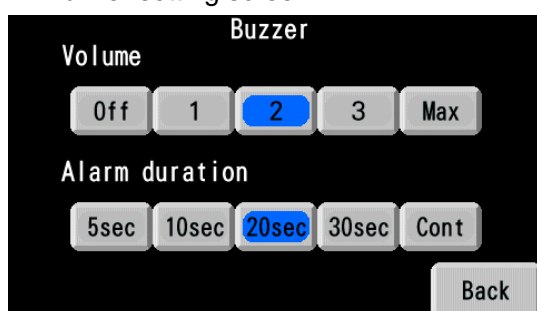 Buzzer
Volume
Off 1 2 3 Max
Alarm duration
5sec 10sec 20sec 30sec Cont
Back